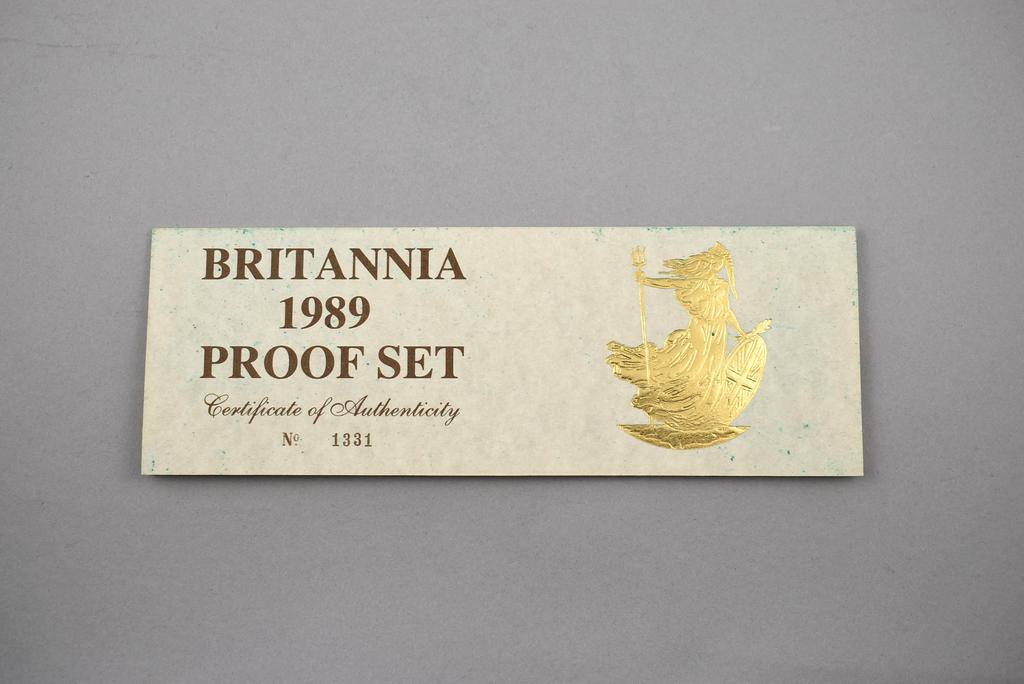 BRITANNIA
1989
PROOF SET
Certificate of Authenticity
No 1331